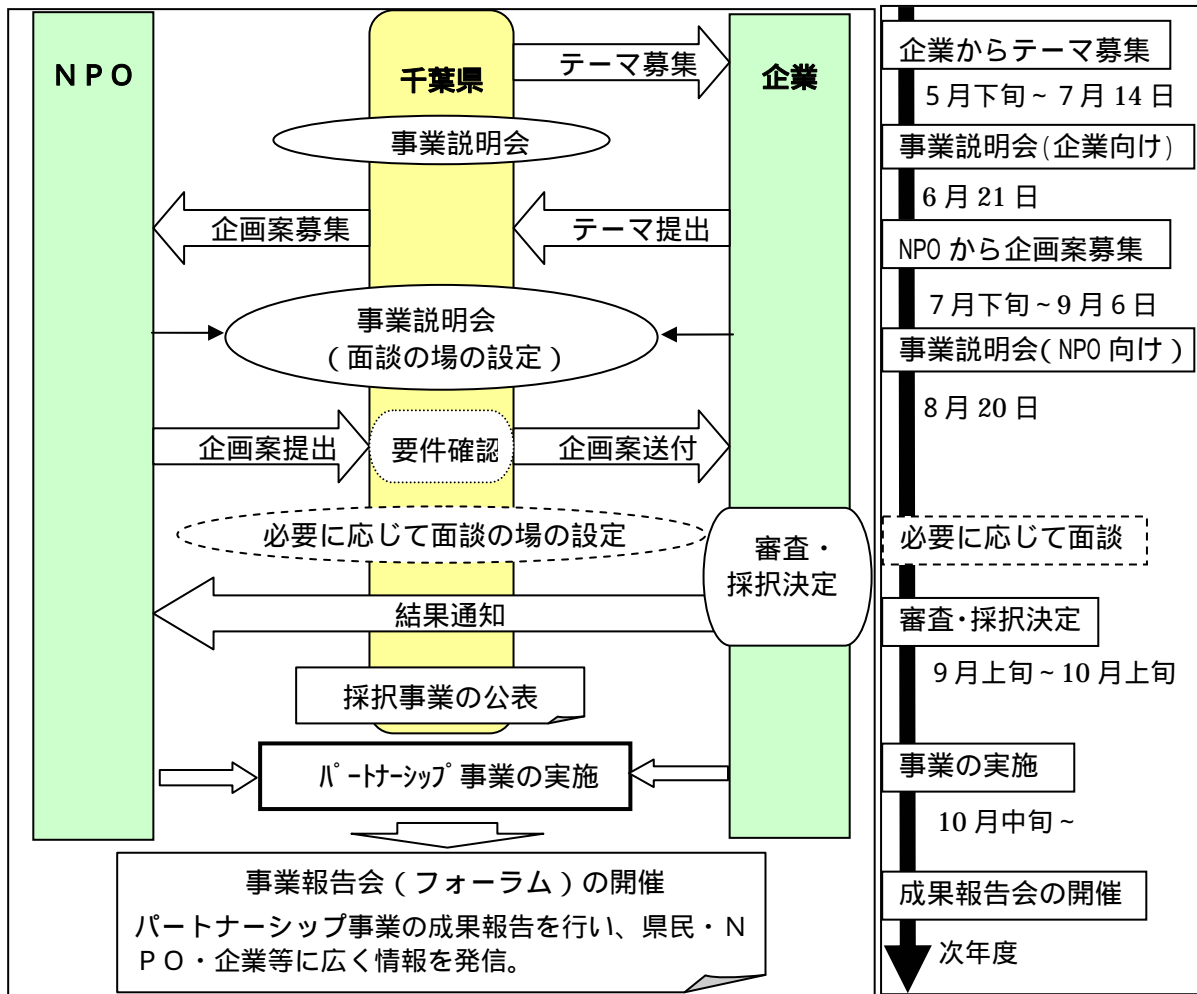 ＮＰＯ
千葉県
企業
テーマ募集
事業説明会
企画案募集
テーマ提出
事業説明会
（面談の場の設定）
企画案提出
要件確認
企画案送付
必要に応じて面談の場の設定
審査・
採択決定
結果通知
採択事業の公表
ﾊﾟｰﾄﾅｰｼｯﾌﾟ事業の実施
事業報告会（フォーラム）の開催
パートナーシップ事業の成果報告を行い、県民・Ｎ
ＰＯ・企業等に広く情報を発信。
企業からテーマ募集
5月下旬～7月14日
事業説明会(企業向け)
6月21日
NPOから企画案募集
7月下旬～9月6日
事業説明会(NPO向け)
8月20日
必要に応じて面談
審査・採択決定
9月上旬～10月上旬
事業の実施
10月中旬～
成果報告会の開催
次年度